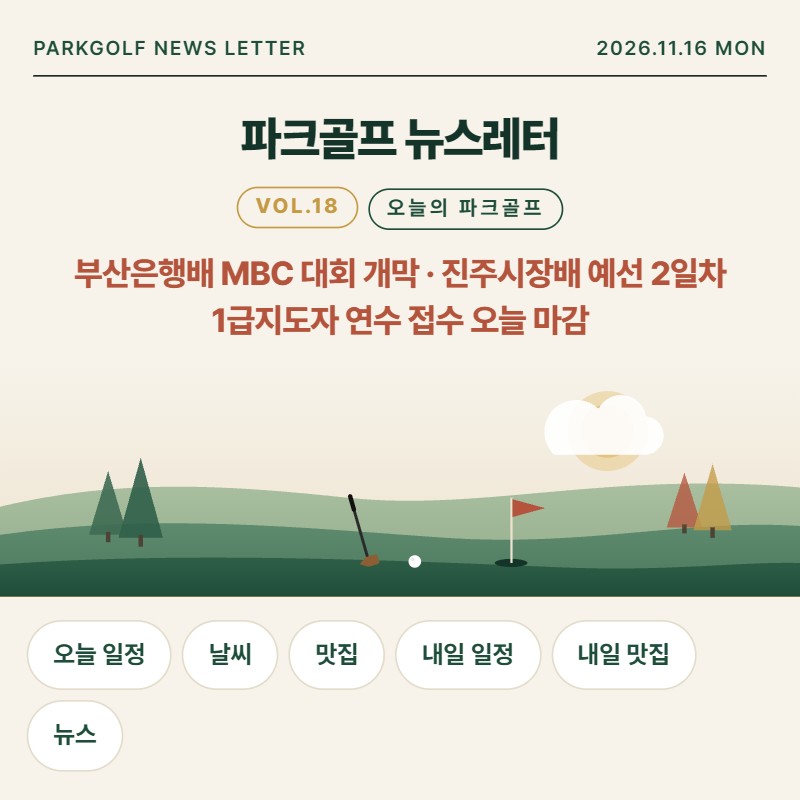 PARKGOLF NEWS LETTER 2026.11.16 MON
파크골프 뉴스레터
VOL.18 오늘의 파크골프
부산은행배 MBC 대회 개막 · 진주시장배 예선 2일차
1급지도자 연수 접수 오늘 마감
오늘 일정 날씨 맛집 내일 일정 내일 맛집
뉴스